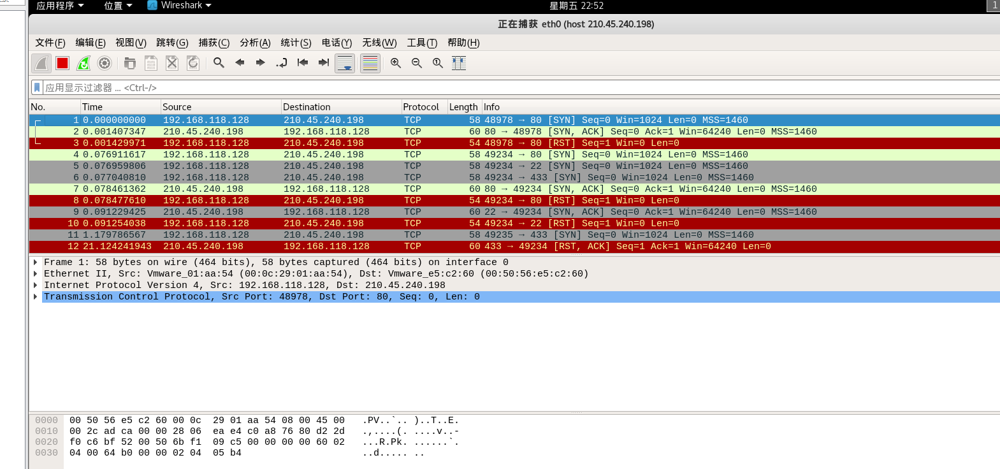 应用程序 位置 Wireshark 星期五 22:52 1
正在捕获 eth0 (host 210.45.240.198)
文件(F) 编辑(E) 视图(V) 跳转(G) 捕获(C) 分析(A) 统计(S) 电话(Y) 无线(W) 工具(T) 帮助(H)
应用显示过滤器 ... <Ctrl-/>
No. Time Source Destination Protocol Length Info
1 0.000000000 192.168.118.128 210.45.240.198 TCP 58 48978 → 80 [SYN] Seq=0 Win=1024 Len=0 MSS=1460
2 0.001407347 210.45.240.198 192.168.118.128 TCP 60 80 → 48978 [SYN, ACK] Seq=0 Ack=1 Win=64240 Len=0 MSS=1460
3 0.001429971 192.168.118.128 210.45.240.198 TCP 54 48978 → 80 [RST] Seq=1 Win=0 Len=0
4 0.076911617 192.168.118.128 210.45.240.198 TCP 58 49234 → 80 [SYN] Seq=0 Win=1024 Len=0 MSS=1460
5 0.076959806 192.168.118.128 210.45.240.198 TCP 58 49234 → 22 [SYN] Seq=0 Win=1024 Len=0 MSS=1460
6 0.077040810 192.168.118.128 210.45.240.198 TCP 58 49234 → 433 [SYN] Seq=0 Win=1024 Len=0 MSS=1460
7 0.078461362 210.45.240.198 192.168.118.128 TCP 60 80 → 49234 [SYN, ACK] Seq=0 Ack=1 Win=64240 Len=0 MSS=1460
8 0.078477610 192.168.118.128 210.45.240.198 TCP 54 49234 → 80 [RST] Seq=1 Win=0 Len=0
9 0.091229425 210.45.240.198 192.168.118.128 TCP 60 22 → 49234 [SYN, ACK] Seq=0 Ack=1 Win=64240 Len=0 MSS=1460
10 0.091254038 192.168.118.128 210.45.240.198 TCP 54 49234 → 22 [RST] Seq=1 Win=0 Len=0
11 1.179786567 192.168.118.128 210.45.240.198 TCP 58 49235 → 433 [SYN] Seq=0 Win=1024 Len=0 MSS=1460
12 21.124241943 210.45.240.198 192.168.118.128 TCP 60 433 → 49234 [RST, ACK] Seq=1 Ack=1 Win=64240 Len=0
Frame 1: 58 bytes on wire (464 bits), 58 bytes captured (464 bits) on interface 0
Ethernet II, Src: Vmware_01:aa:54 (00:0c:29:01:aa:54), Dst: Vmware_e5:c2:60 (00:50:56:e5:c2:60)
Internet Protocol Version 4, Src: 192.168.118.128, Dst: 210.45.240.198
Transmission Control Protocol, Src Port: 48978, Dst Port: 80, Seq: 0, Len: 0
0000 00 50 56 e5 c2 60 00 0c 29 01 aa 54 08 00 45 00 .PV..`.. )..T..E.
0010 00 2c ad ca 00 00 28 06 ea e4 c0 a8 76 80 d2 2d .,....(. ....v..-
0020 f0 c6 bf 52 00 50 6b f1 09 c5 00 00 00 00 60 02 ...R.Pk. ......`.
0030 04 00 64 b0 00 00 02 04 05 b4 ..d..... ..